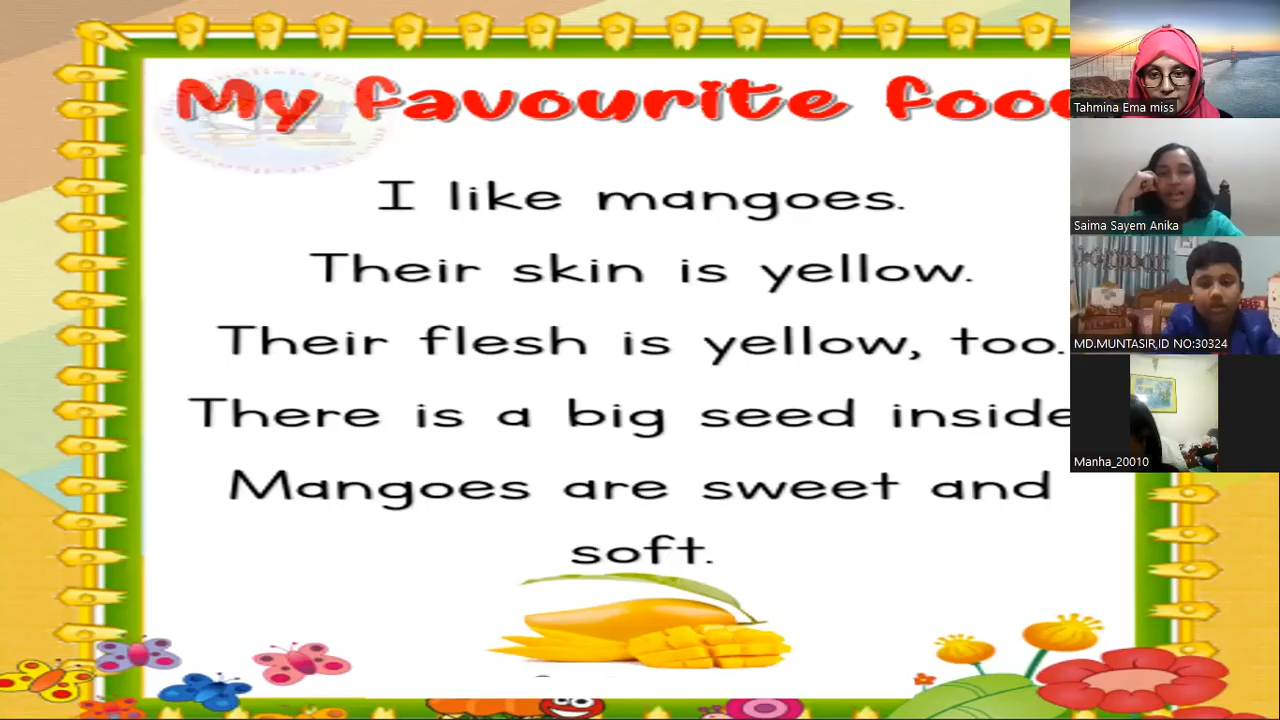 My favourite food
I like mangoes.
Their skin is yellow.
Their flesh is yellow, too.
There is a big seed inside
Mangoes are sweet and
soft.
Tahmina Ema miss
Saima Sayem Anika
MD.MUNTASIR,ID NO:30324
Manha_20010